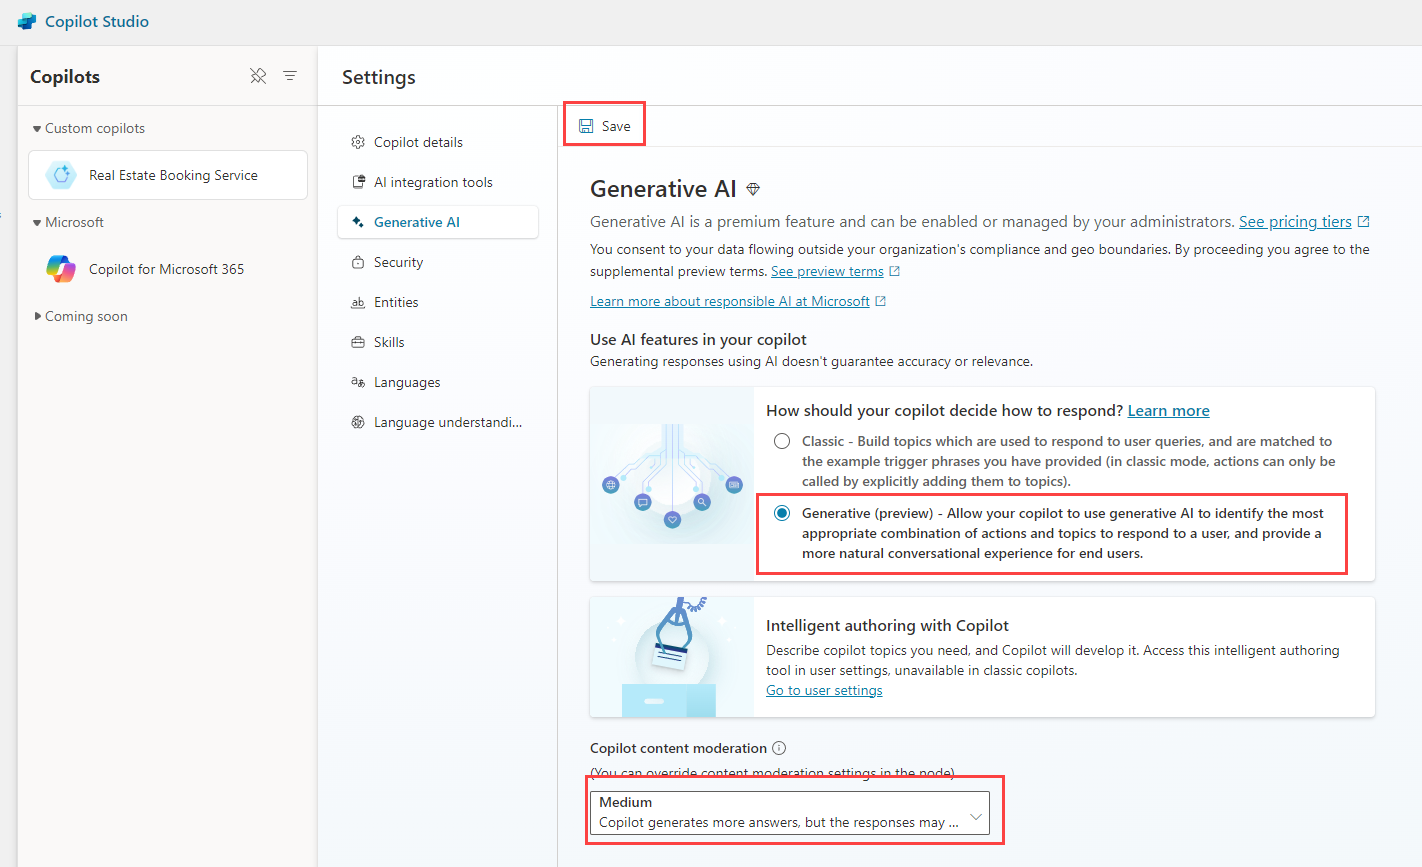 Copilot Studio
Copilots
Custom copilots
Real Estate Booking Service
Microsoft
Copilot for Microsoft 365
Coming soon
Settings
Copilot details
AI integration tools
Generative AI
Security
Entities
Skills
Languages
Language understandi...
Save
Generative AI
Generative AI is a premium feature and can be enabled or managed by your administrators. See pricing tiers
You consent to your data flowing outside your organization's compliance and geo boundaries. By proceeding you agree to the
supplemental preview terms. See preview terms
Learn more about responsible AI at Microsoft
Use AI features in your copilot
Generating responses using AI doesn't guarantee accuracy or relevance.
How should your copilot decide how to respond? Learn more
Classic - Build topics which are used to respond to user queries, and are matched to
the example trigger phrases you have provided (in classic mode, actions can only be
called by explicitly adding them to topics).
Generative (preview) - Allow your copilot to use generative AI to identify the most
appropriate combination of actions and topics to respond to a user, and provide a
more natural conversational experience for end users.
Intelligent authoring with Copilot
Describe copilot topics you need, and Copilot will develop it. Access this intelligent authoring
tool in user settings, unavailable in classic copilots.
Go to user settings
Copilot content moderation
(You can override content moderation settings in the node)
Medium
Copilot generates more answers, but the responses may ...